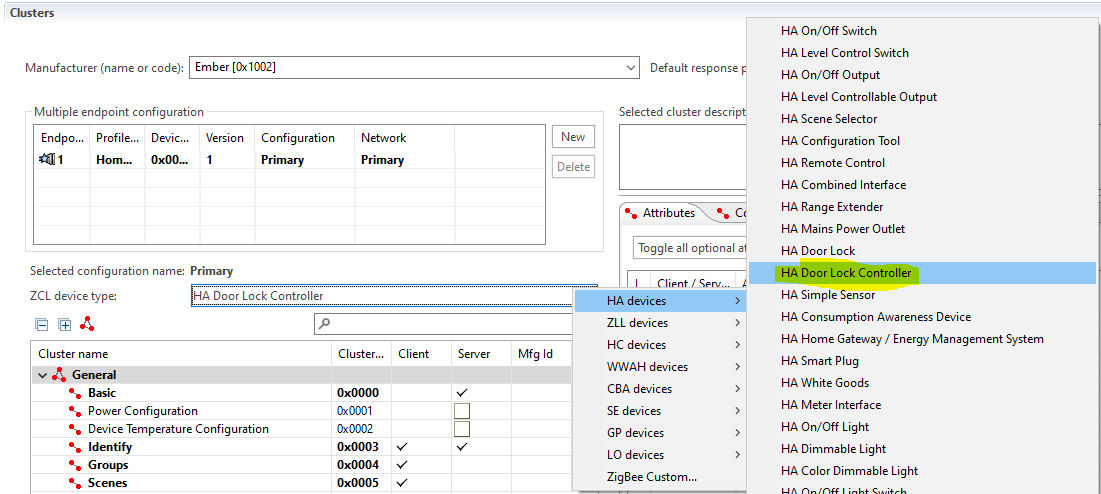 Clusters
Manufacturer (name or code): Ember [0x1002] Default response p
Multiple endpoint configuration
Endpo... Profile... Devic... Version Configuration Network
1 Hom... 0x00... 1 Primary Primary
New
Delete
Selected cluster descript
Attributes Co
Toggle all optional at
Client / Serv...
Selected configuration name: Primary
ZCL device type: HA Door Lock Controller
Cluster name Cluster... Client Server Mfg Id
General
Basic 0x0000
Power Configuration 0x0001
Device Temperature Configuration 0x0002
Identify 0x0003
Groups 0x0004
Scenes 0x0005
HA devices
ZLL devices
HC devices
WWAH devices
CBA devices
SE devices
GP devices
LO devices
ZigBee Custom...
HA On/Off Switch
HA Level Control Switch
HA On/Off Output
HA Level Controllable Output
HA Scene Selector
HA Configuration Tool
HA Remote Control
HA Combined Interface
HA Range Extender
HA Mains Power Outlet
HA Door Lock
HA Door Lock Controller
HA Simple Sensor
HA Consumption Awareness Device
HA Home Gateway / Energy Management System
HA Smart Plug
HA White Goods
HA Meter Interface
HA On/Off Light
HA Dimmable Light
HA Color Dimmable Light
HA On/Off Light Switch